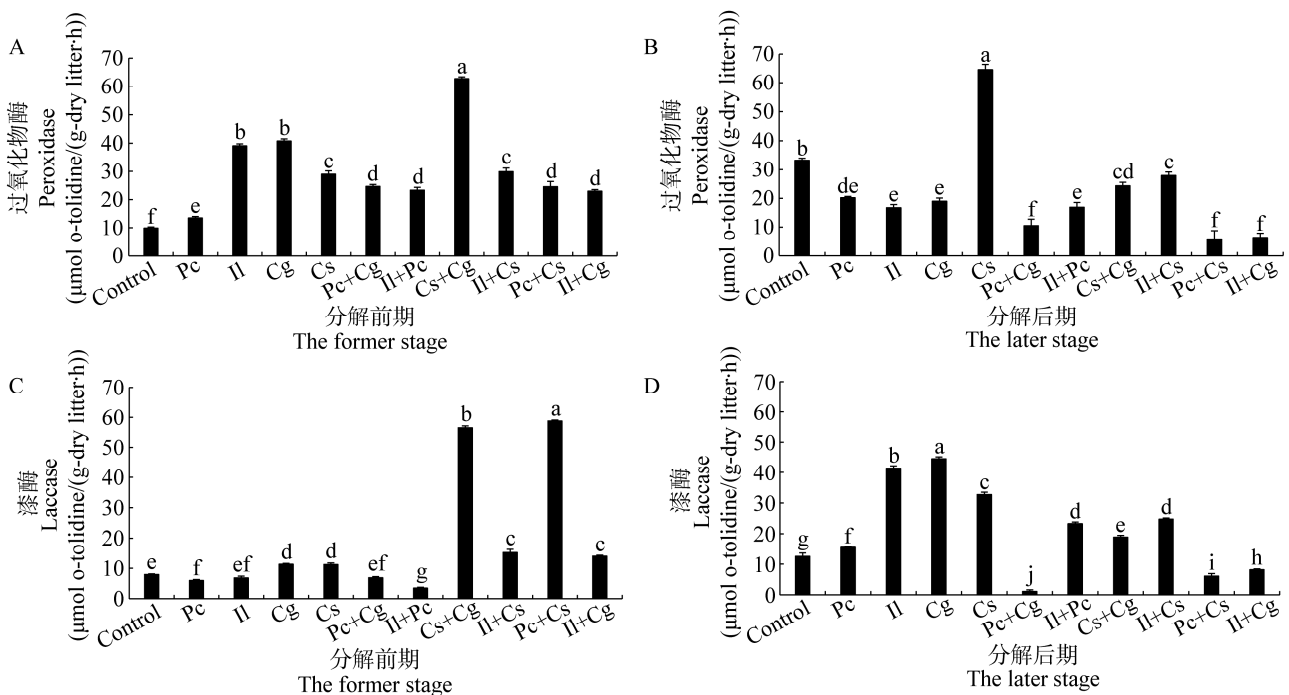 A
过氧化物酶
Peroxidase
(μmol o-tolidine/(g-dry litter·h))
70
60
50
40
30
20
10
0
f
e
b
b
c
d
d
a
c
d
d
Control
Pc
Il
Cg
Cs
Pc+Cg
Il+Pc
Cs+Cg
Il+Cs
Pc+Cs
Il+Cg
分解前期
The former stage
B
过氧化物酶
Peroxidase
(μmol o-tolidine/(g-dry litter·h))
70
60
50
40
30
20
10
0
b
de
e
e
a
f
e
cd
c
f
f
Control
Pc
Il
Cg
Cs
Pc+Cg
Il+Pc
Cs+Cg
Il+Cs
Pc+Cs
Il+Cg
分解后期
The later stage
C
漆酶
Laccase
(μmol o-tolidine/(g-dry litter·h))
70
60
50
40
30
20
10
0
e
f
ef
d
d
ef
g
b
c
a
c
Control
Pc
Il
Cg
Cs
Pc+Cg
Il+Pc
Cs+Cg
Il+Cs
Pc+Cs
Il+Cg
分解前期
The former stage
D
漆酶
Laccase
(μmol o-tolidine/(g-dry litter·h))
70
60
50
40
30
20
10
0
g
f
b
a
c
j
d
e
d
i
h
Control
Pc
Il
Cg
Cs
Pc+Cg
Il+Pc
Cs+Cg
Il+Cs
Pc+Cs
Il+Cg
分解后期
The later stage